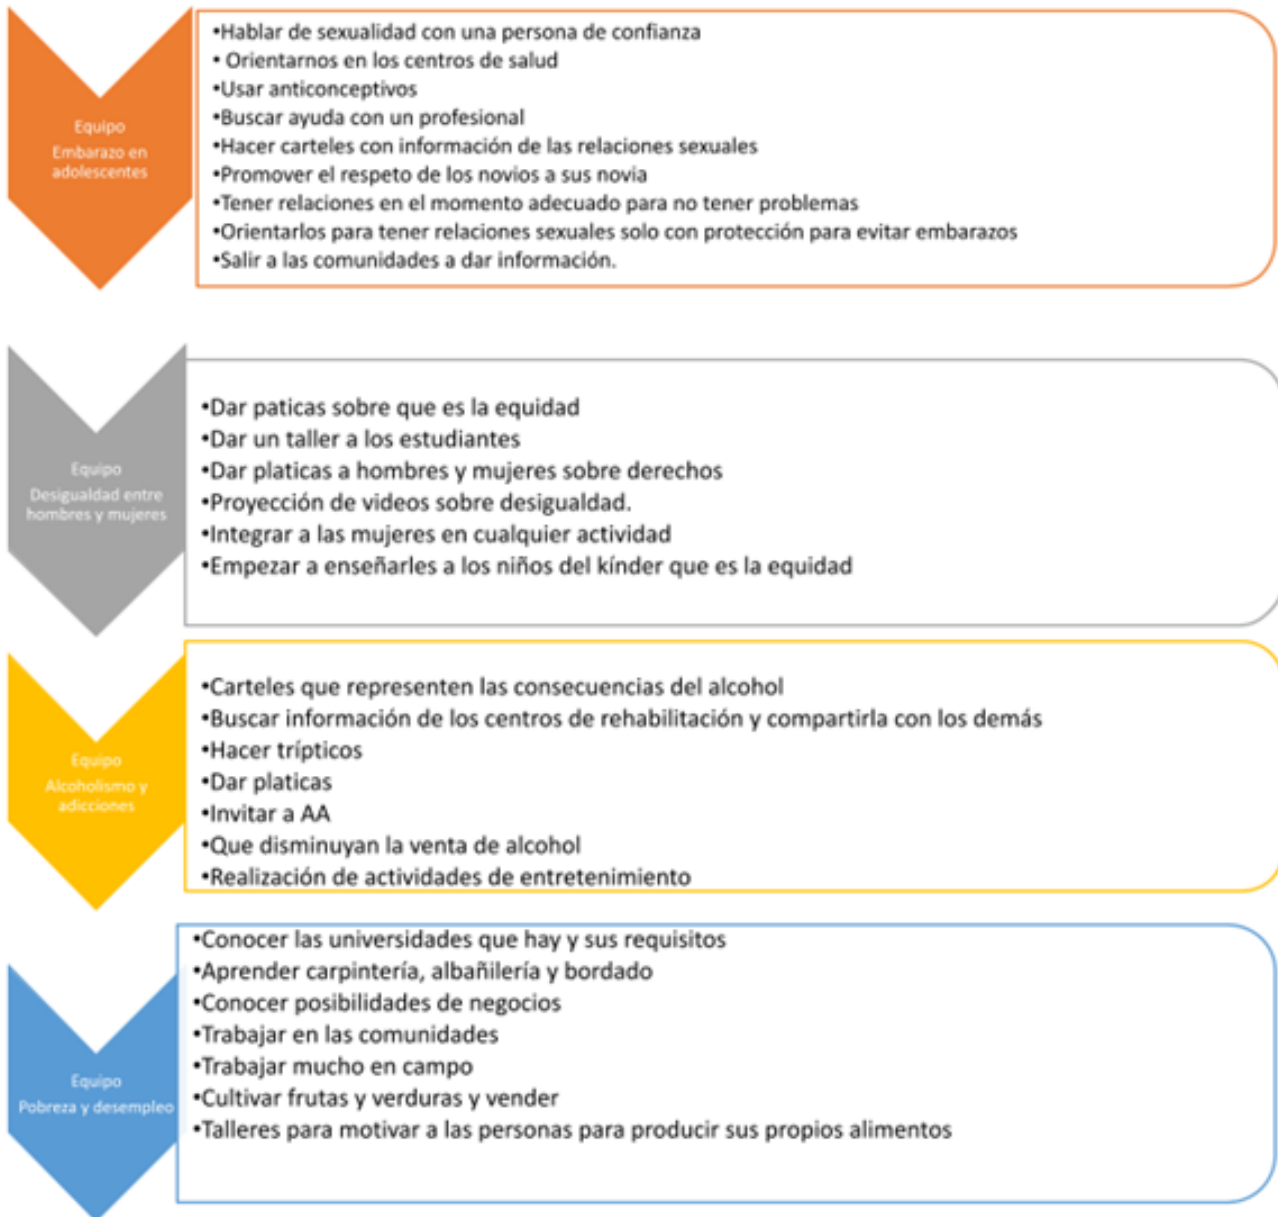 Equipo
Embarazo en
adolescentes
•Hablar de sexualidad con una persona de confianza
• Orientarnos en los centros de salud
•Usar anticonceptivos
•Buscar ayuda con un profesional
•Hacer carteles con información de las relaciones sexuales
•Promover el respeto de los novios a sus novia
•Tener relaciones en el momento adecuado para no tener problemas
•Orientarlos para tener relaciones sexuales solo con protección para evitar embarazos
•Salir a las comunidades a dar información.
Equipo
Desigualdad entre
hombres y mujeres
•Dar paticas sobre que es la equidad
•Dar un taller a los estudiantes
•Dar platicas a hombres y mujeres sobre derechos
•Proyección de videos sobre desigualdad.
•Integrar a las mujeres en cualquier actividad
•Empezar a enseñarles a los niños del kínder que es la equidad
Equipo
Alcoholismo y
adicciones
•Carteles que representen las consecuencias del alcohol
•Buscar información de los centros de rehabilitación y compartirla con los demás
•Hacer trípticos
•Dar platicas
•Invitar a AA
•Que disminuyan la venta de alcohol
•Realización de actividades de entretenimiento
Equipo
Pobreza y desempleo
•Conocer las universidades que hay y sus requisitos
•Aprender carpintería, albañilería y bordado
•Conocer posibilidades de negocios
•Trabajar en las comunidades
•Trabajar mucho en campo
•Cultivar frutas y verduras y vender
•Talleres para motivar a las personas para producir sus propios alimentos